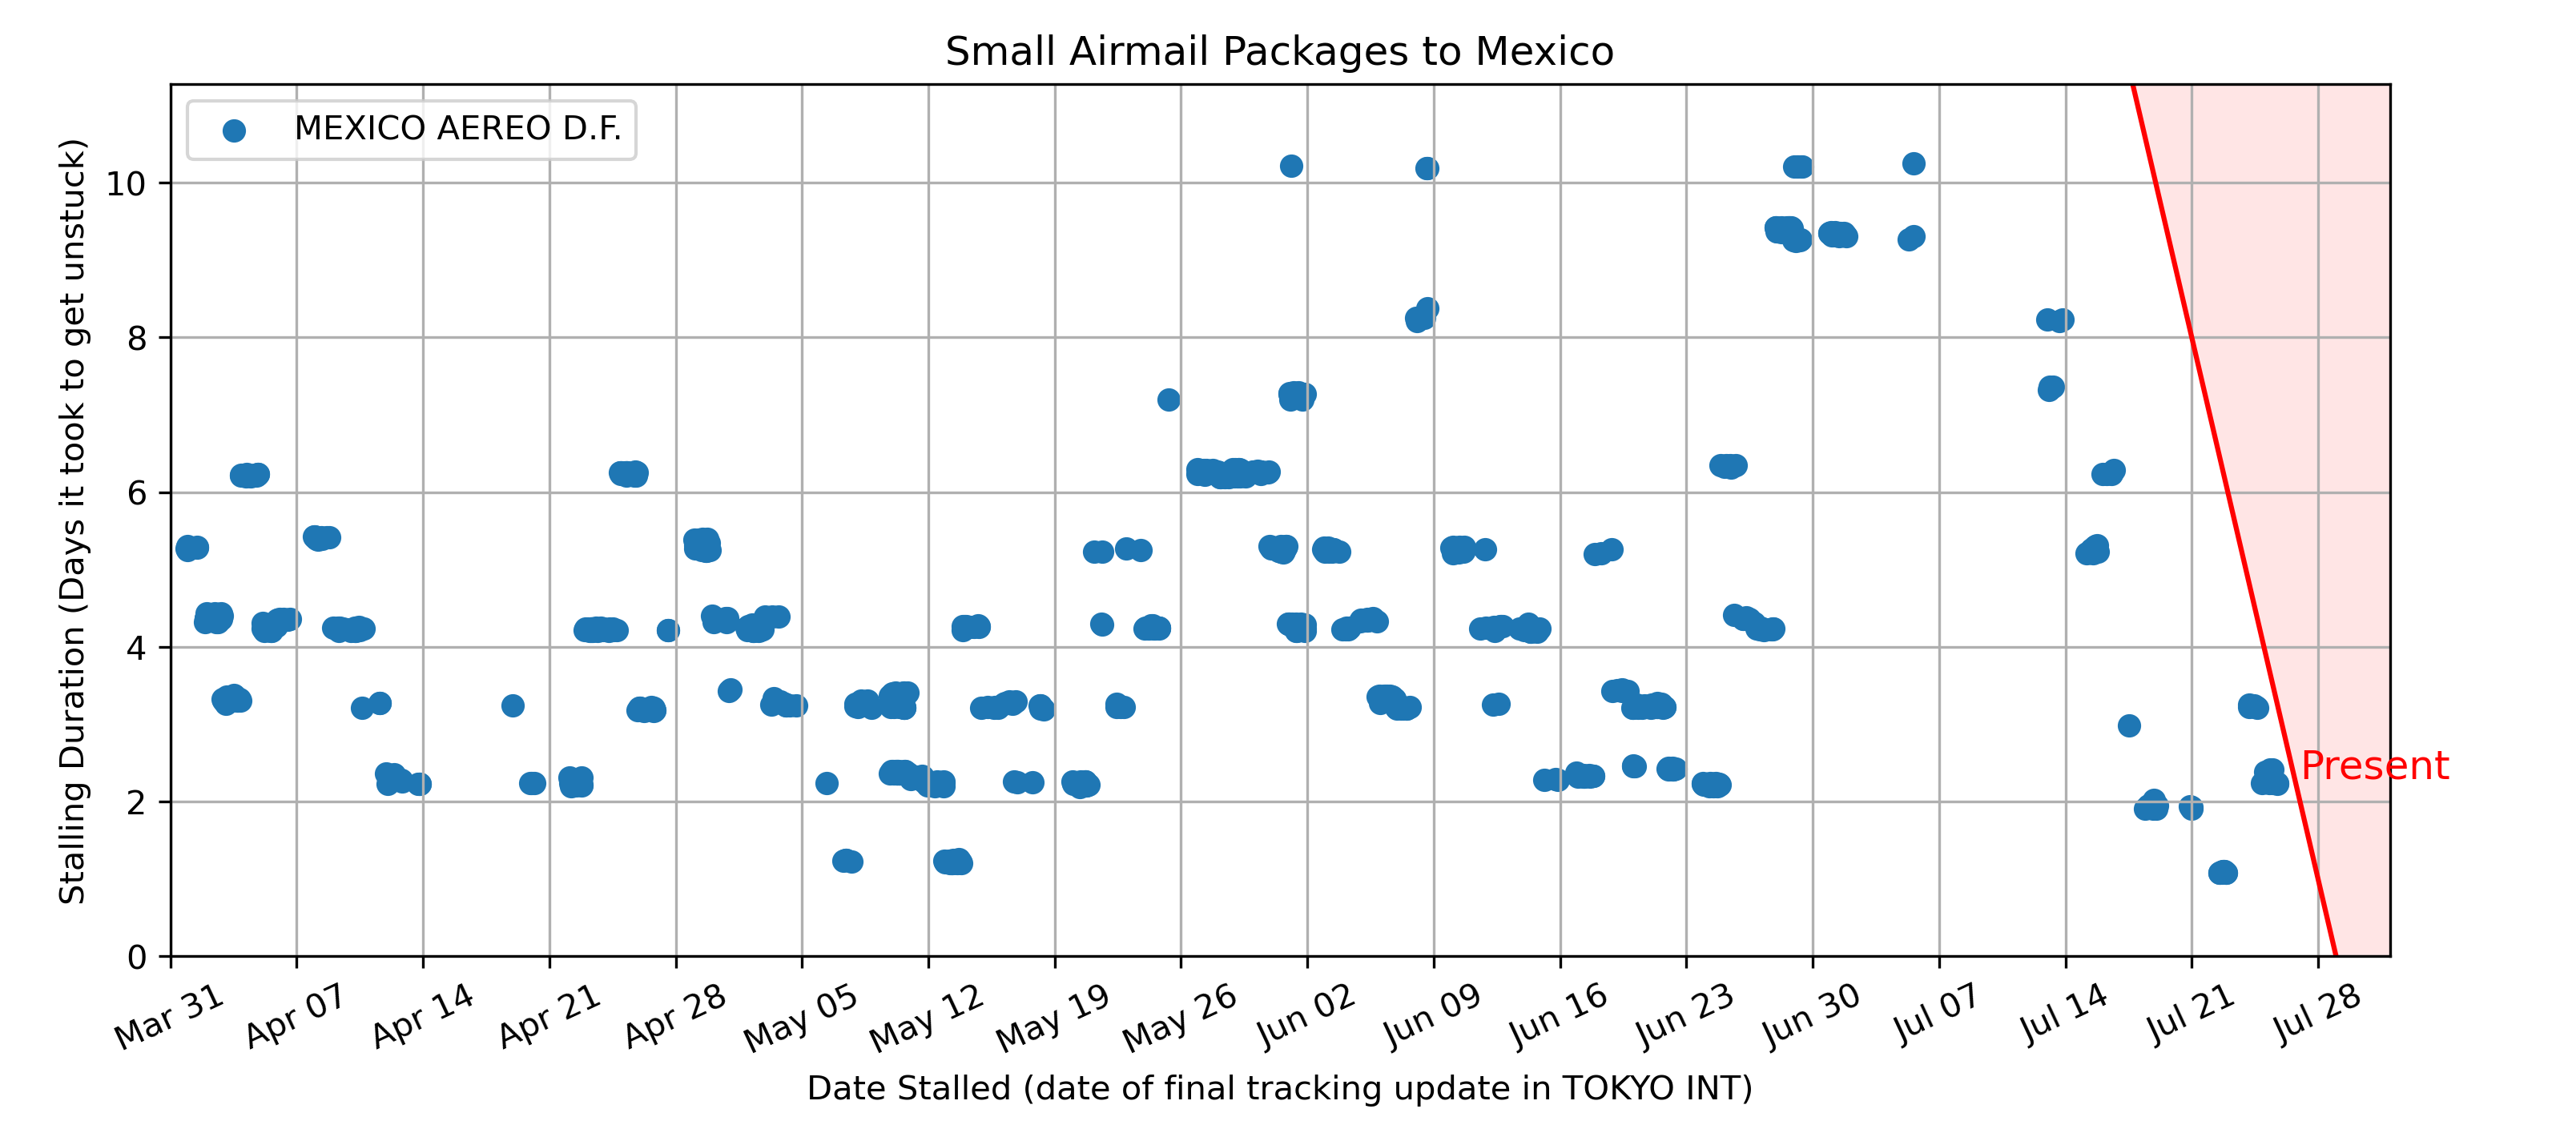 Small Airmail Packages to Mexico
MEXICO AEREO D.F.
Stalling Duration (Days it took to get unstuck)
10
8
6
4
2
0
Present
Mar 31
Apr 07
Apr 14
Apr 21
Apr 28
May 05
May 12
May 19
May 26
Jun 02
Jun 09
Jun 16
Jun 23
Jun 30
Jul 07
Jul 14
Jul 21
Jul 28
Date Stalled (date of final tracking update in TOKYO INT)